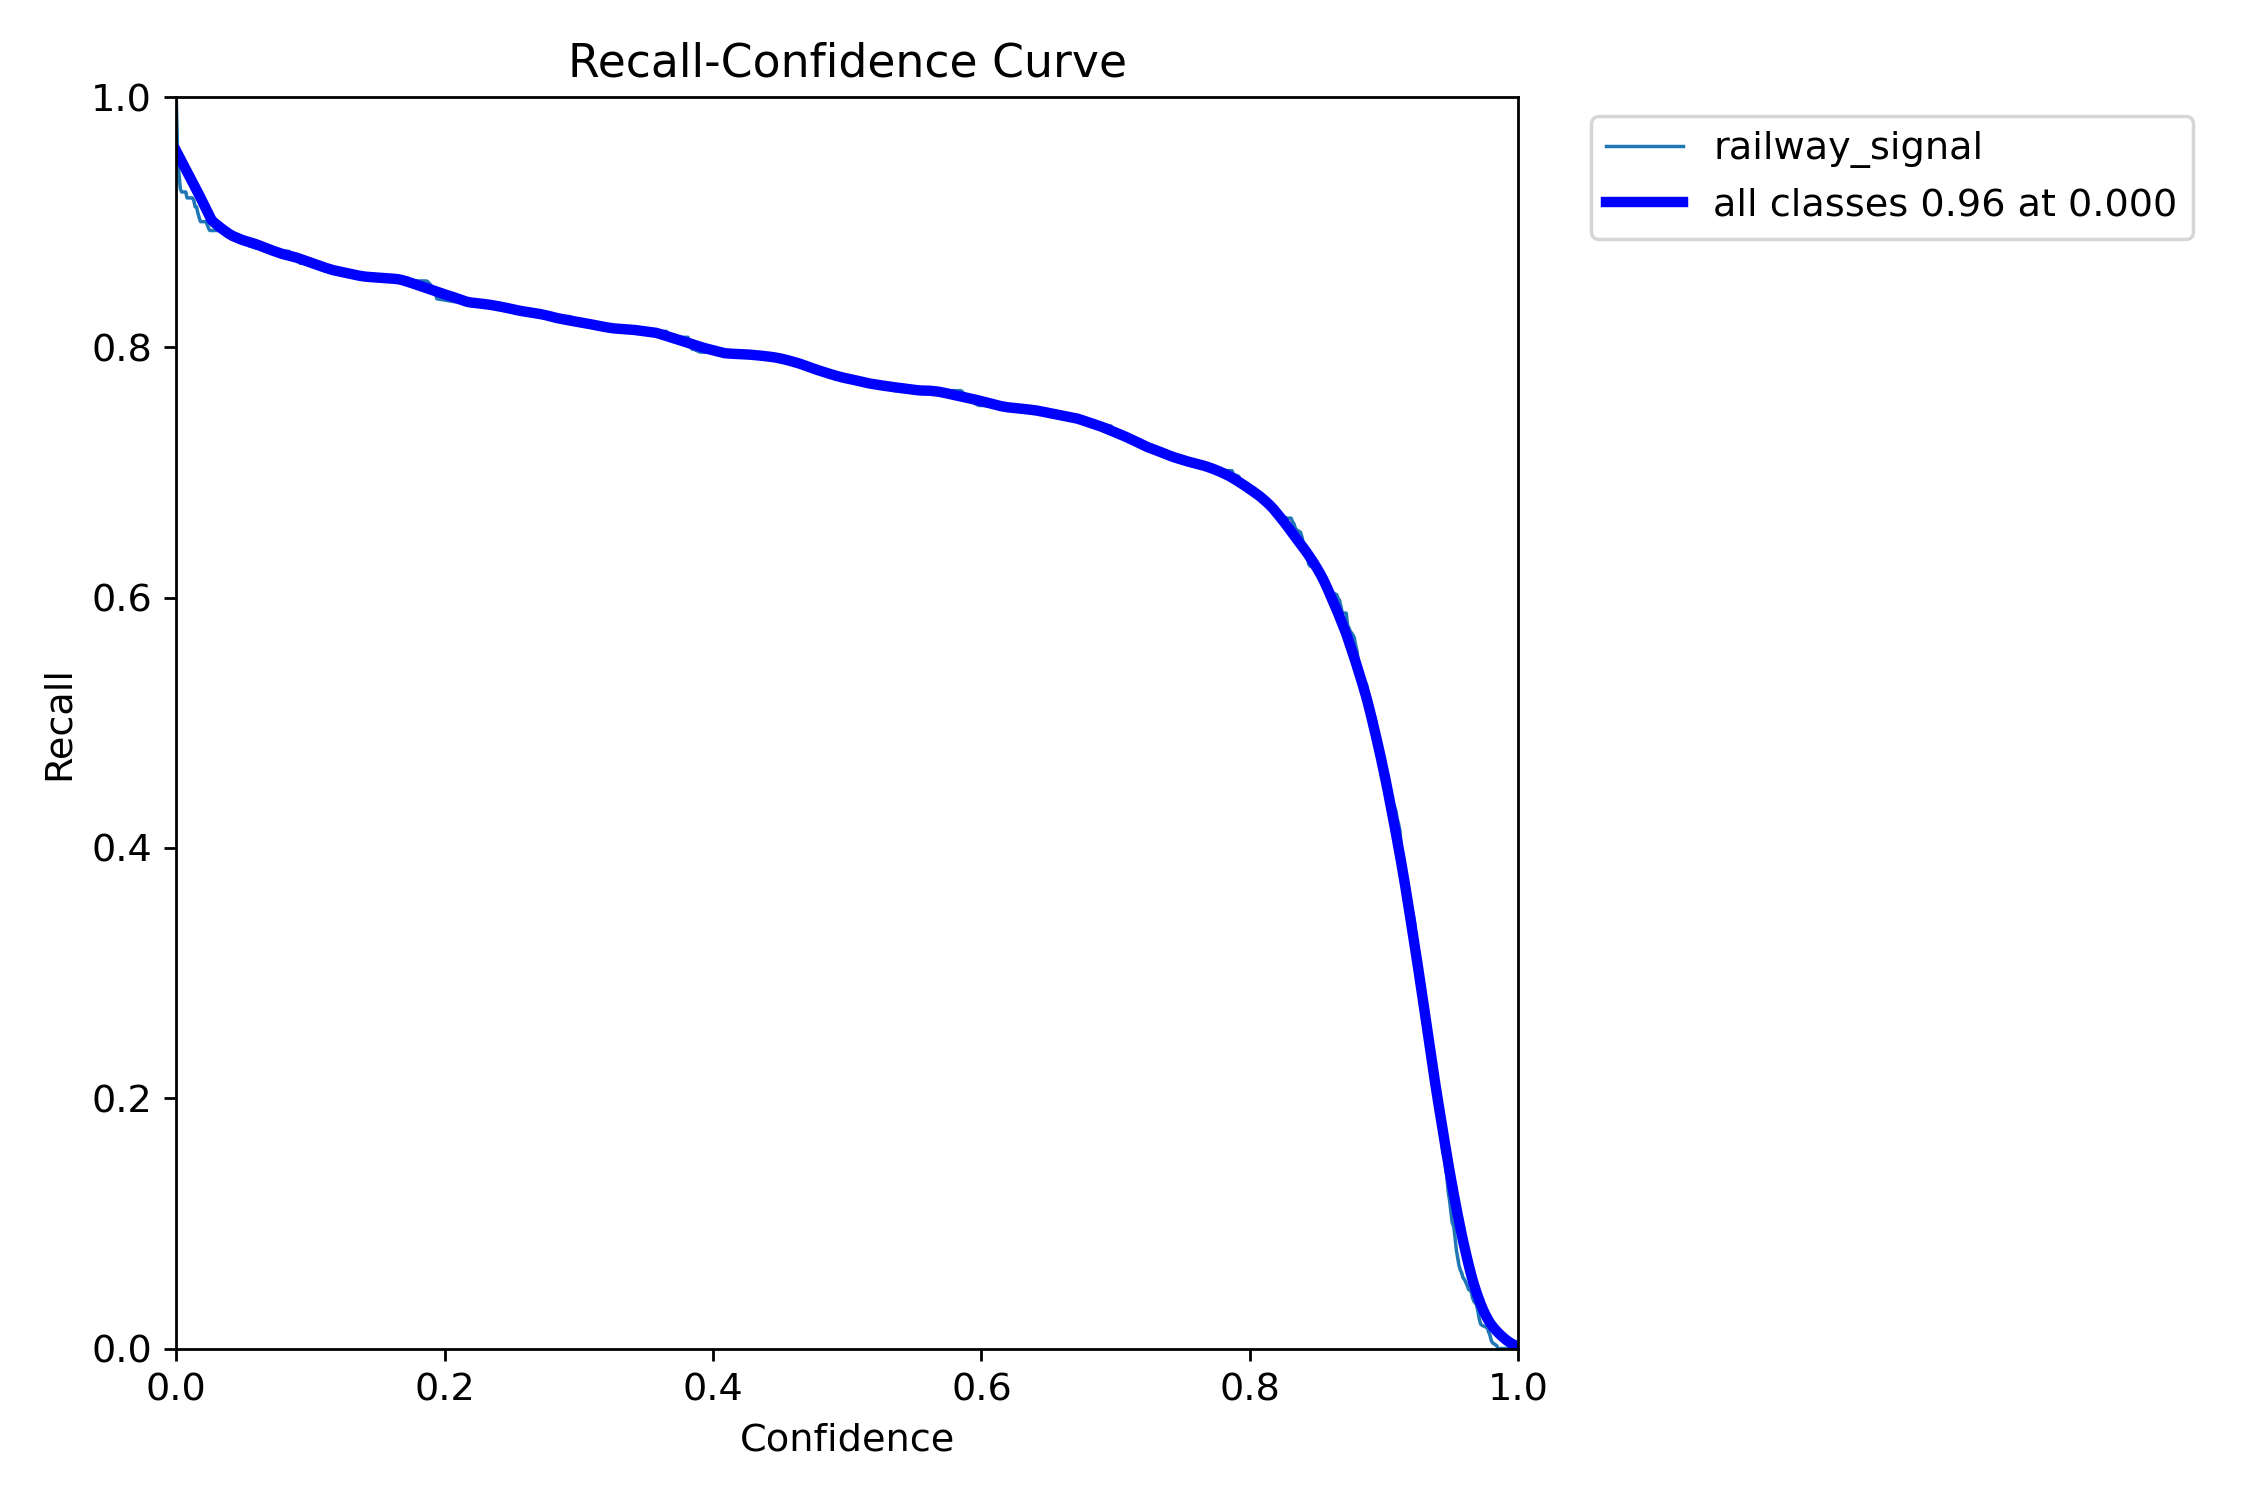 Recall-Confidence Curve
1.0
0.8
0.6
0.4
0.2
0.0
Recall
0.0 0.2 0.4 0.6 0.8 1.0
Confidence
railway_signal
all classes 0.96 at 0.000